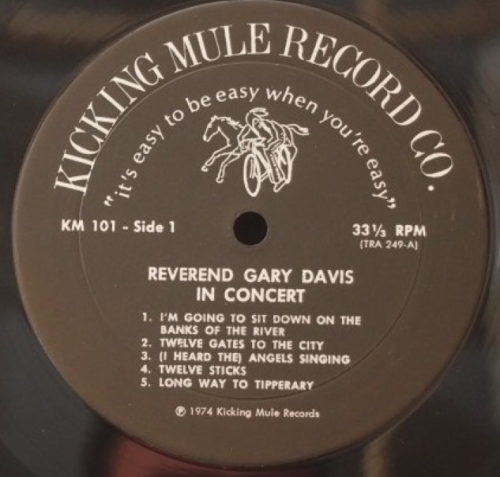 KICKING MULE RECORD CO.
"it's easy to be easy when you're easy"
KM 101 - Side 1
33⅓ RPM
(TRA 249-A)
REVEREND GARY DAVIS
IN CONCERT
1. I'M GOING TO SIT DOWN ON THE
BANKS OF THE RIVER
2. TWELVE GATES TO THE CITY
3. (I HEARD THE) ANGELS SINGING
4. TWELVE STICKS
5. LONG WAY TO TIPPERARY
℗ 1974 Kicking Mule Records